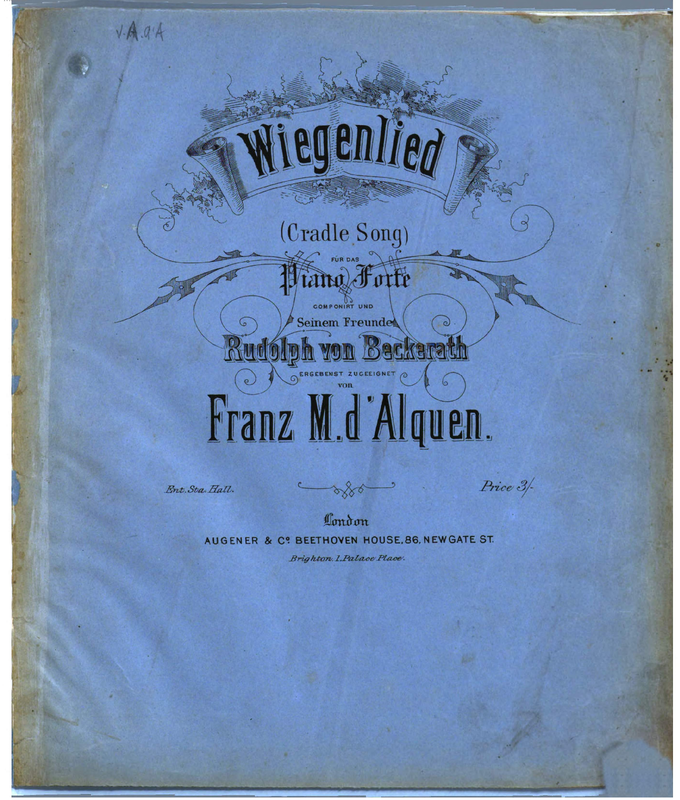 V.A.9.A
Wiegenlied
(Cradle Song)
FÜR DAS
Piano Forte
COMPONIRT UND
Seinem Freunde
Rudolph von Beckerath
ERGEBENST ZUGEEIGNET
VON
Franz M. d'Alquen.
Ent. Sta. Hall.
Price 3/-
London
AUGENER & Co. BEETHOVEN HOUSE, 86, NEWGATE ST.
Brighton. 1. Palace Place.